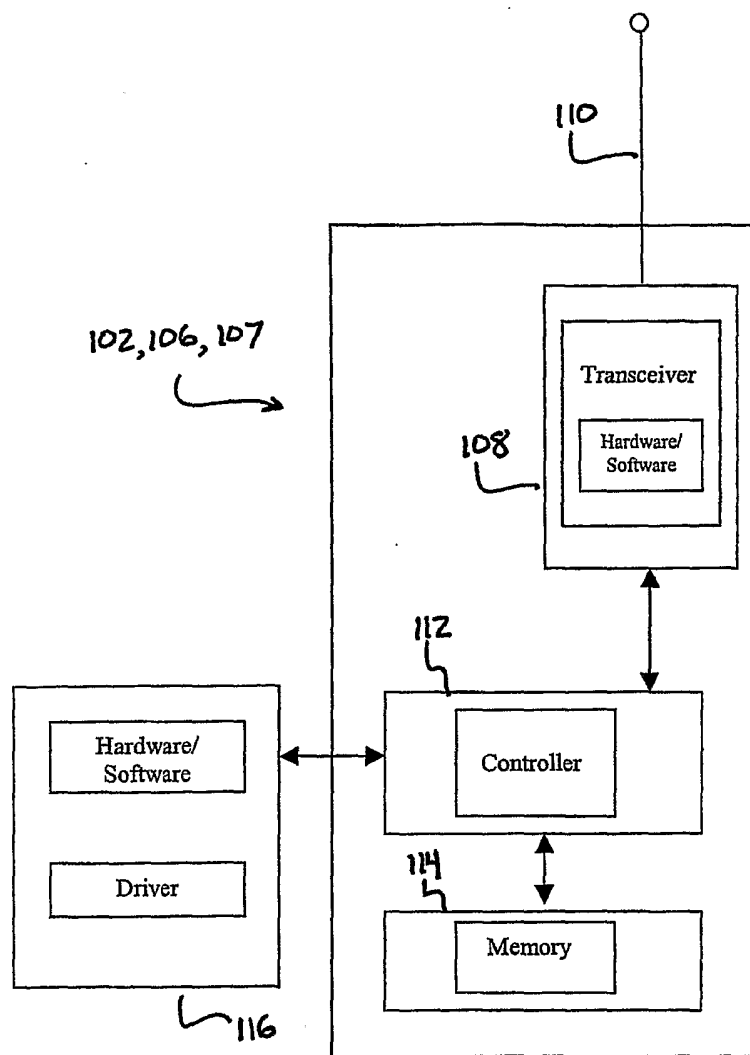 110
102, 106, 107
Transceiver
108
Hardware/
Software
112
Hardware/
Software
Controller
114
Driver
Memory
116